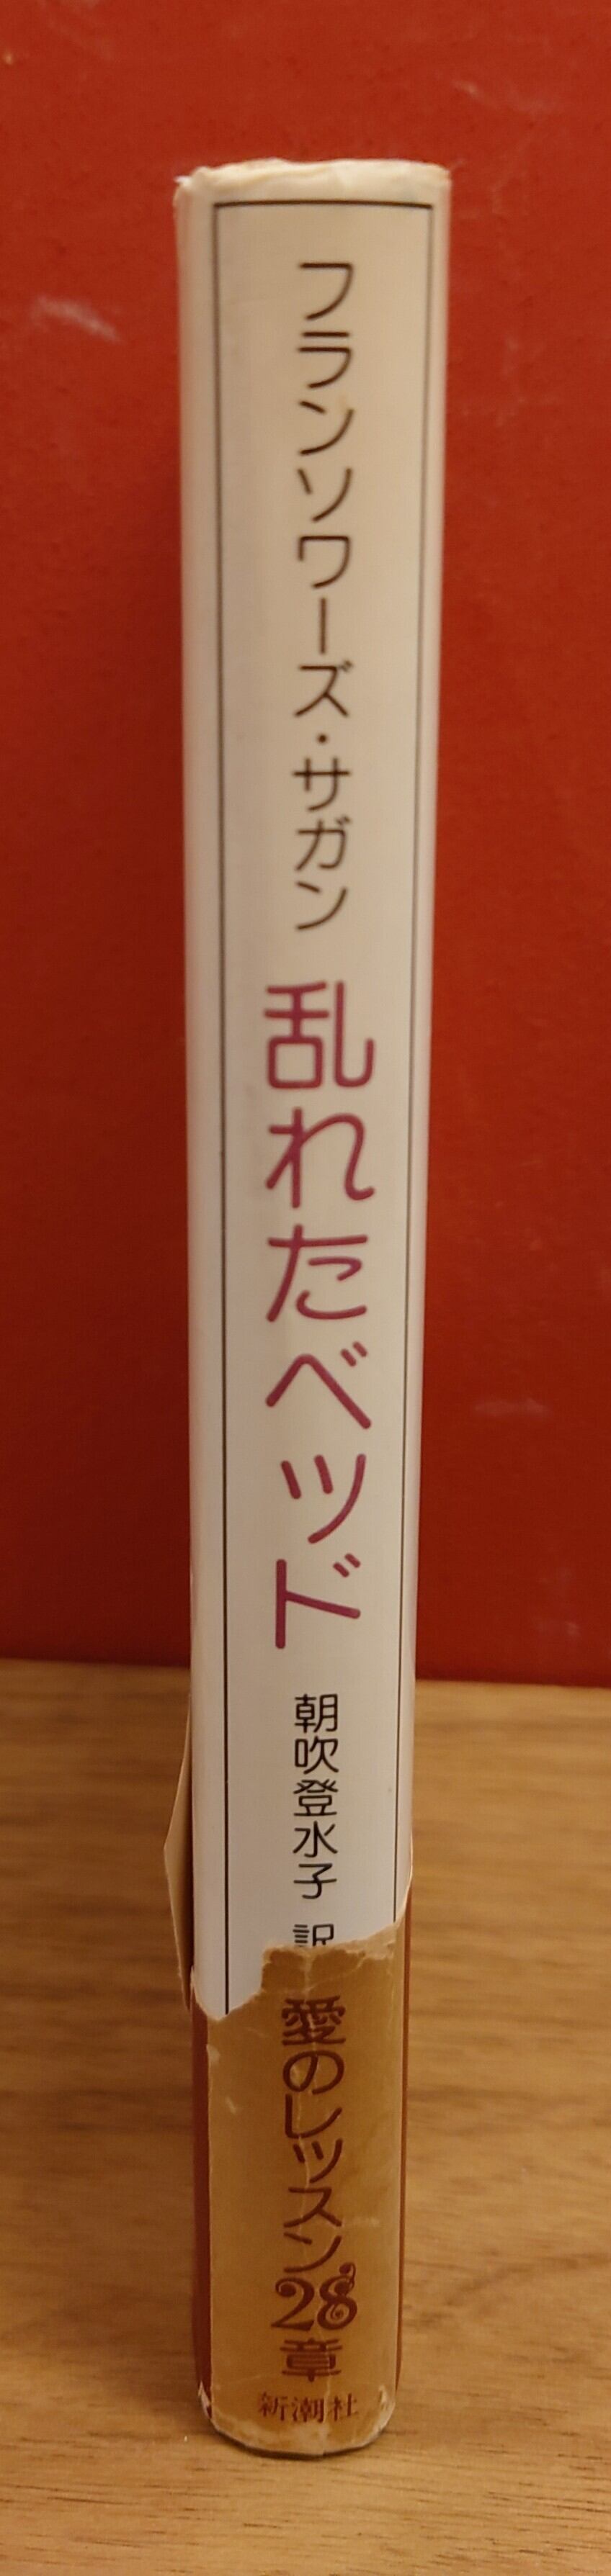 フランソワーズ・サガン
乱れたベッド
朝吹登水子 訳
愛のレッスン28章
新潮社